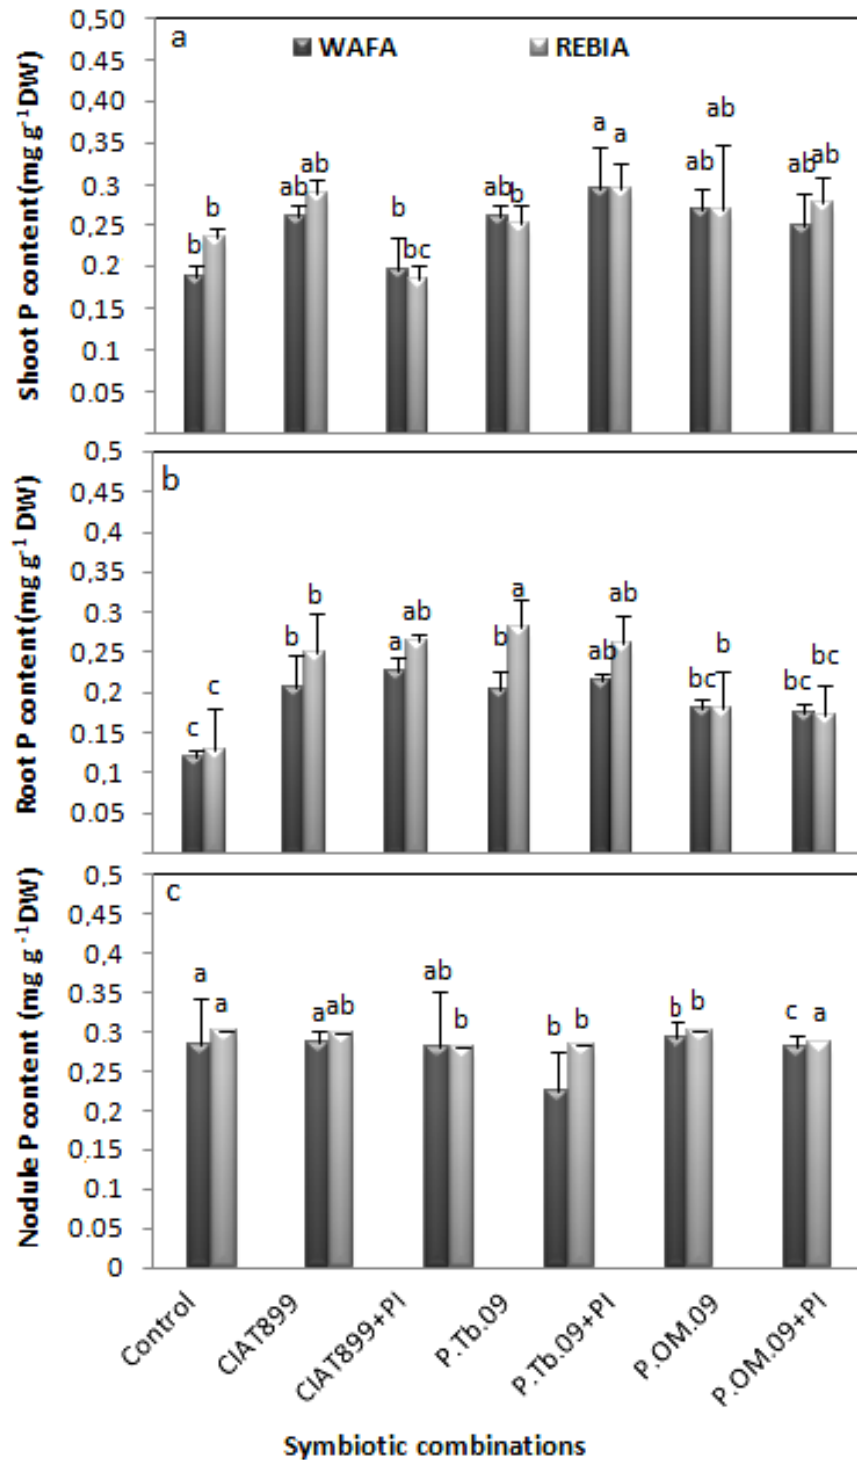 a
WAFA REBIA
Shoot P content(mg g⁻¹DW)
0,50
0.45
0,40
0,35
0.3
0,25
0.2
0,15
0.1
0.05
b b ab ab b bc ab b a a ab ab ab ab
b
Root P content(mg g⁻¹ DW)
0,5
0,45
0,4
0,35
0.3
0,25
0.2
0,15
0.1
0.05
c c b b a ab b a ab ab bc b bc bc
c
Nodule P content (mg g⁻¹DW)
0,5
0,45
0.4
0,35
0.3
0,25
0.2
0.15
0.1
0.05
0
a a a ab ab b b b b b c a
Control CIAT899 CIAT899+PI P.Tb.09 P.Tb.09+PI P.OM.09 P.OM.09+PI
Symbiotic combinations